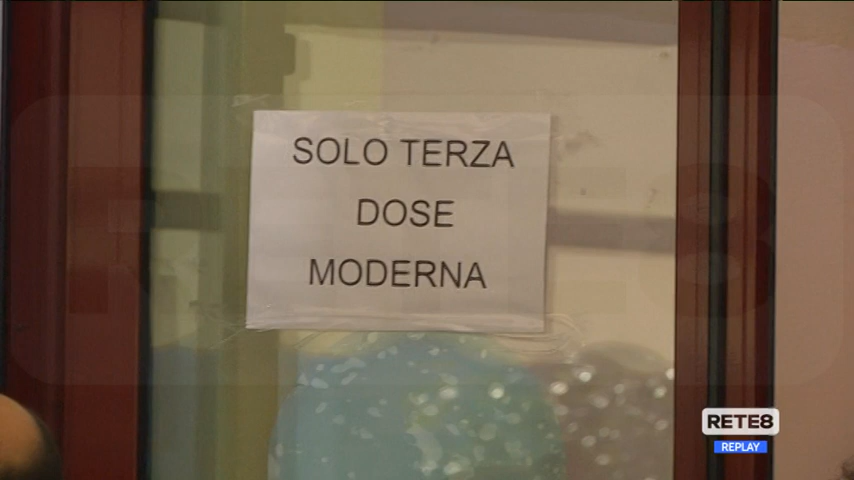 SOLO TERZA
DOSE
MODERNA
RETE8
REPLAY